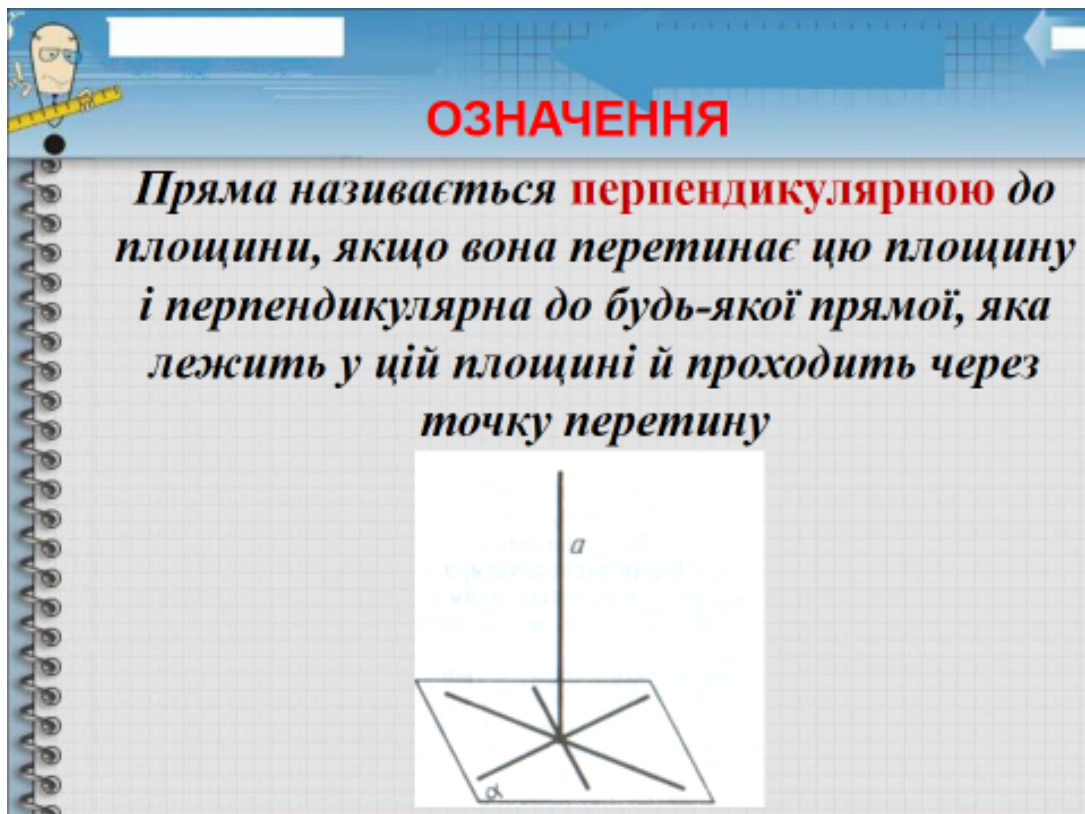 ОЗНАЧЕННЯ
Пряма називається перпендикулярною до
площини, якщо вона перетинає цю площину
і перпендикулярна до будь-якої прямої, яка
лежить у цій площині й проходить через
точку перетину
a
α